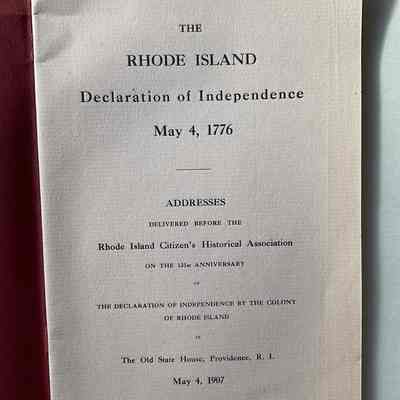 THE
RHODE ISLAND
Declaration of Independence
May 4, 1776
ADDRESSES
DELIVERED BEFORE THE
Rhode Island Citizen's Historical Association
ON THE 131st ANNIVERSARY
OF
THE DECLARATION OF INDEPENDENCE BY THE COLONY
OF RHODE ISLAND
IN
The Old State House, Providence, R. I.
May 4, 1907